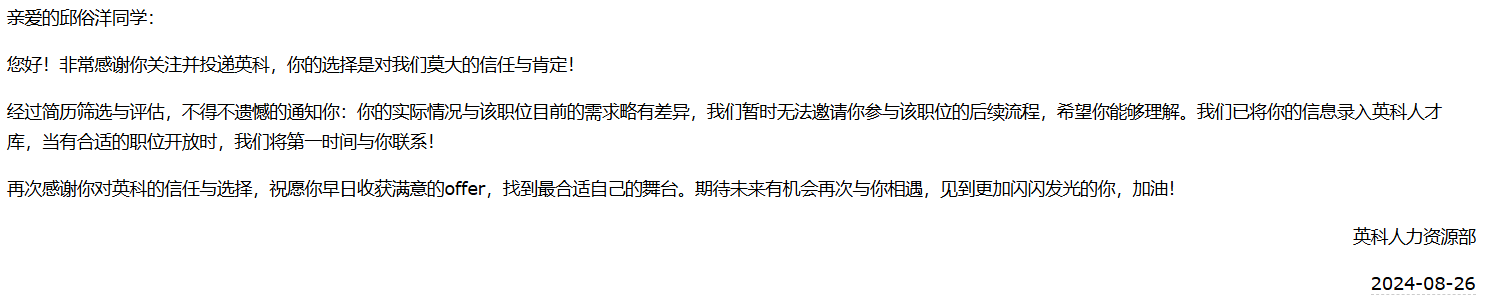 亲爱的邱俗洋同学：
您好！非常感谢你关注并投递英科，你的选择是对我们莫大的信任与肯定！
经过简历筛选与评估，不得不遗憾的通知你：你的实际情况与该职位目前的需求略有差异，我们暂时无法邀请你参与该职位的后续流程，希望你能够理解。我们已将你的信息录入英科人才
库，当有合适的职位开放时，我们将第一时间与你联系！
再次感谢你对英科的信任与选择，祝愿你早日收获满意的offer，找到最合适自己的舞台。期待未来有机会再次与你相遇，见到更加闪闪发光的你，加油！
英科人力资源部
2024-08-26